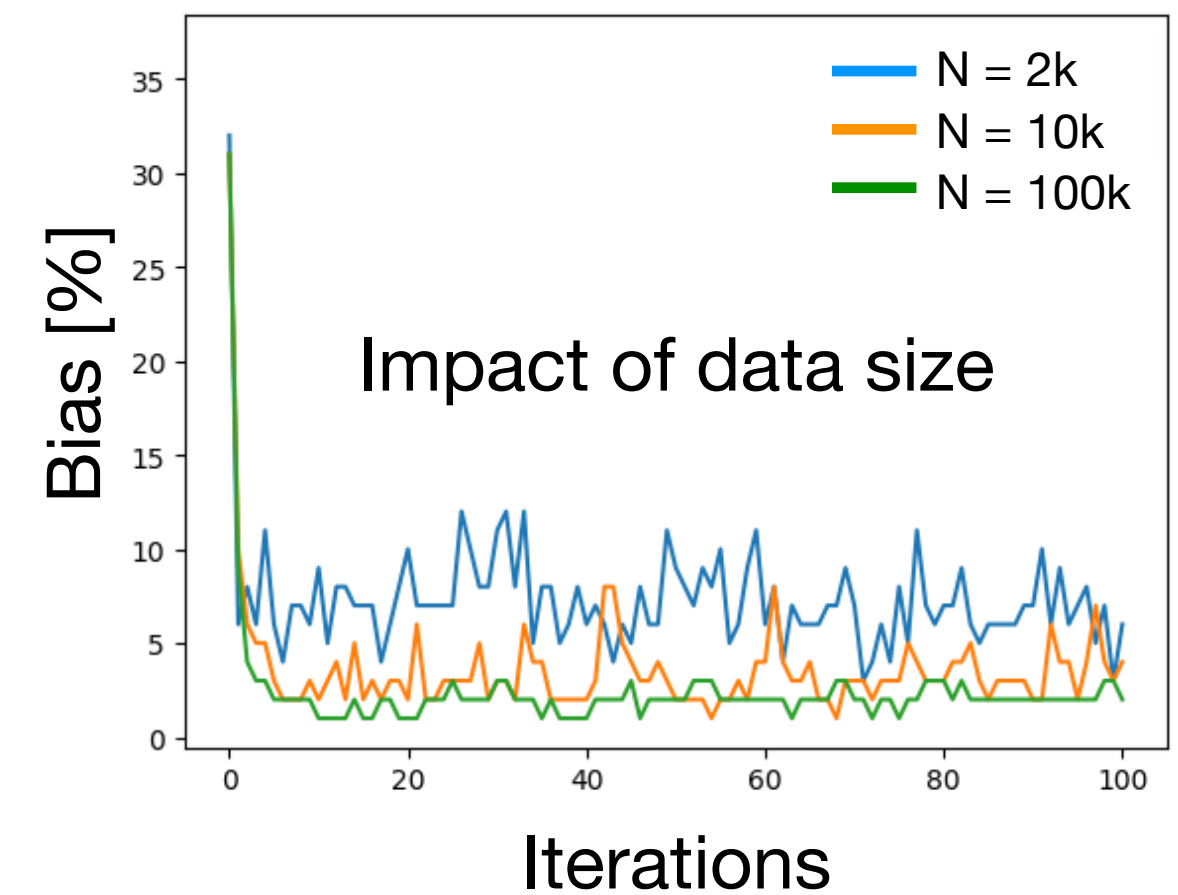 N = 2k
N = 10k
N = 100k
Impact of data size
Bias [%]
35
30
25
20
15
10
5
0
0 20 40 60 80 100
Iterations